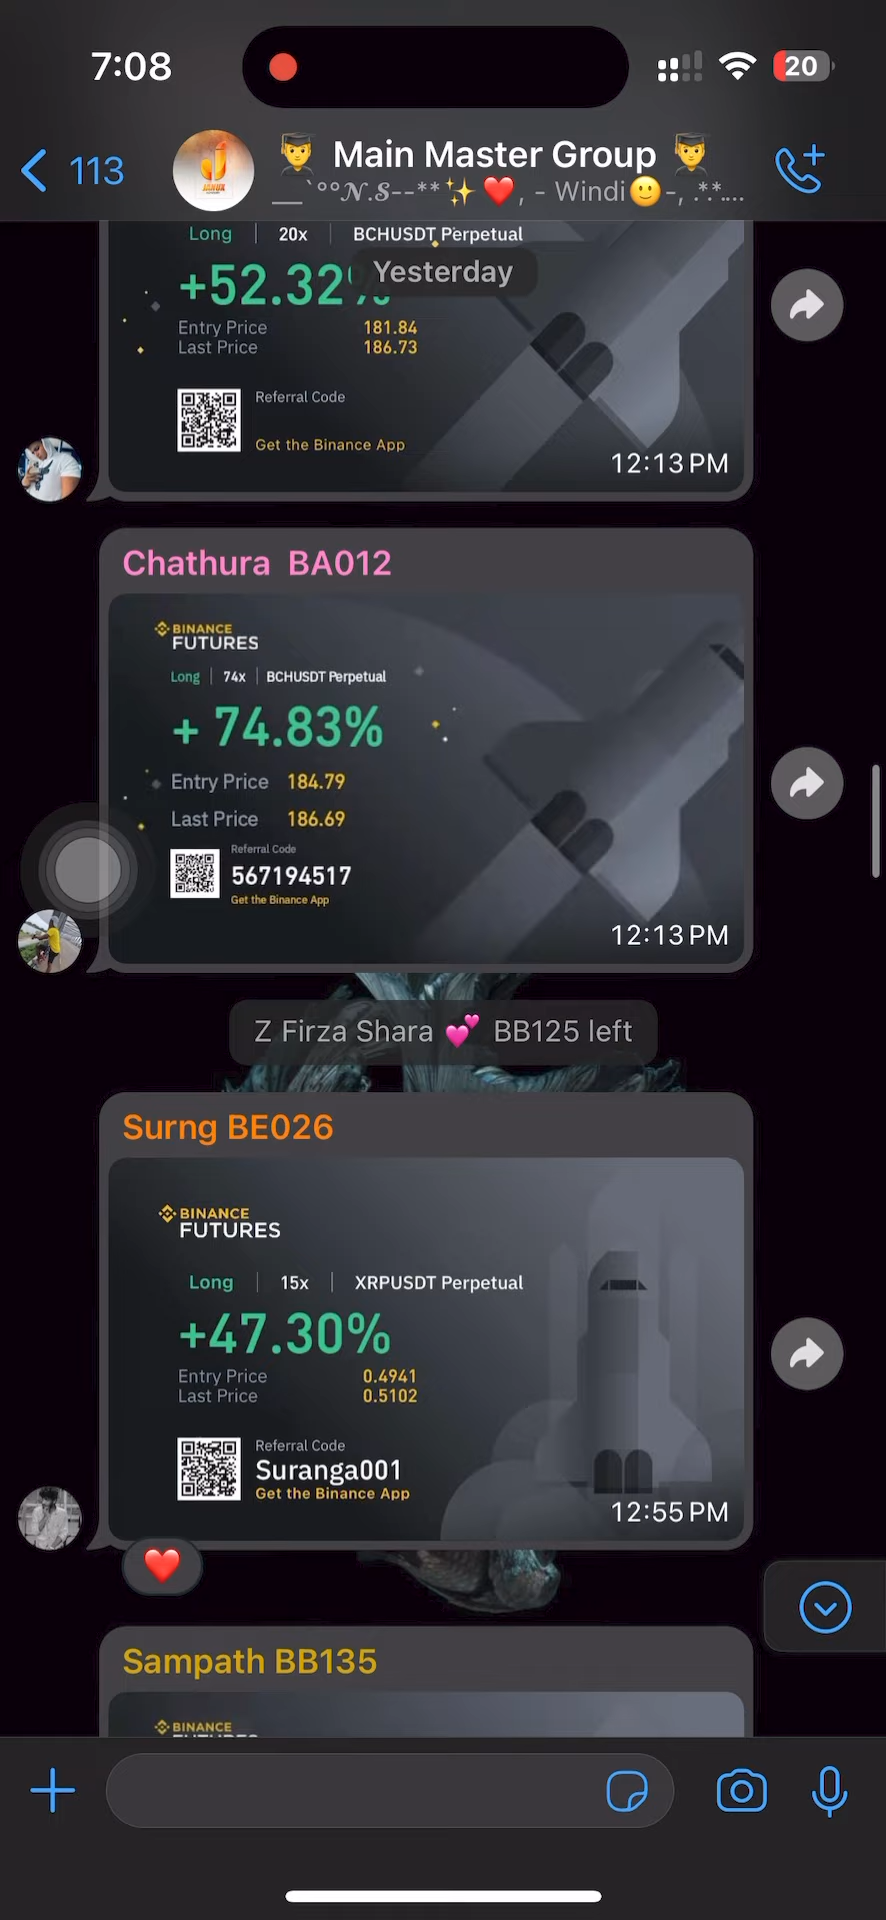 7:08
20
113
Main Master Group
__`°°𝓝.𝓢--**✨❤️, - Windi🙂-, .**.…
Long | 20x | BCHUSDT Perpetual
Yesterday
+52.32%
Entry Price 181.84
Last Price 186.73
Referral Code
Get the Binance App
12:13 PM
Chathura BA012
BINANCE
FUTURES
Long | 74x | BCHUSDT Perpetual
+ 74.83%
Entry Price 184.79
Last Price 186.69
Referral Code
567194517
Get the Binance App
12:13 PM
Z Firza Shara 💕 BB125 left
Surng BE026
BINANCE
FUTURES
Long | 15x | XRPUSDT Perpetual
+47.30%
Entry Price 0.4941
Last Price 0.5102
Referral Code
Suranga001
Get the Binance App
12:55 PM
Sampath BB135
BINANCE